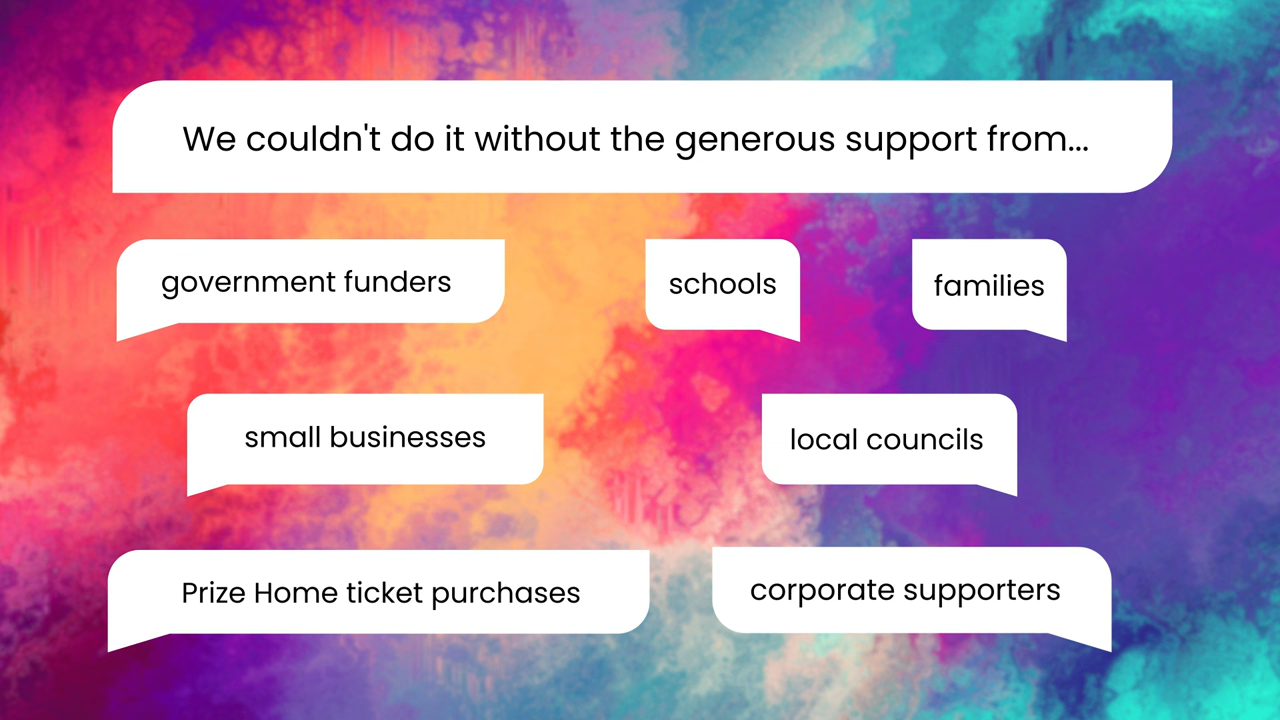 We couldn't do it without the generous support from...
government funders
schools
families
small businesses
local councils
Prize Home ticket purchases
corporate supporters